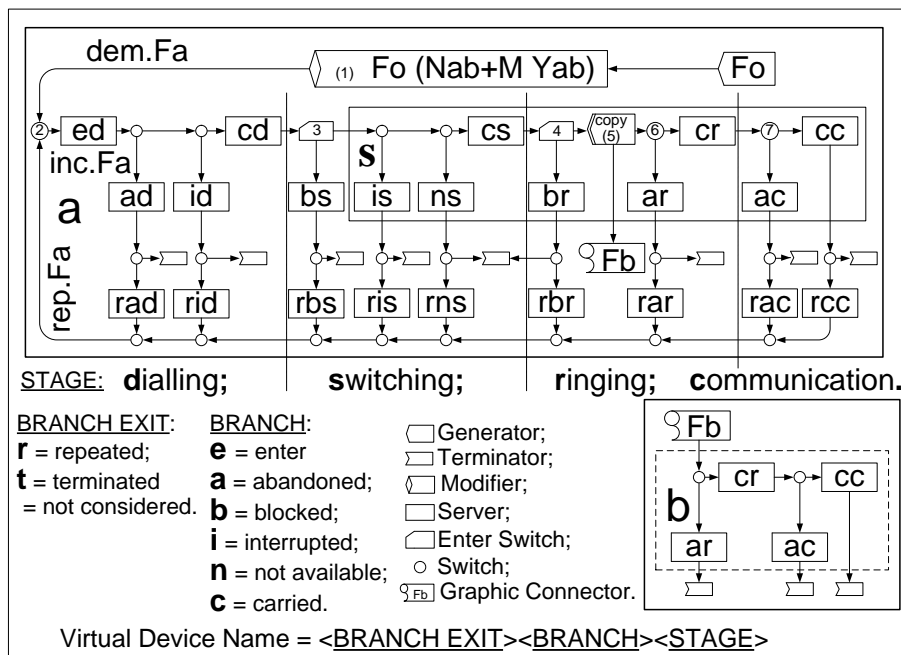 dem.Fa
(1) Fo (Nab+M Yab)
Fo
2 ed cd 3 cs 4 copy (5) 6 cr 7 cc
inc.Fa
s
a
ad id bs is ns br ar ac
Fb
rep.Fa
rad rid rbs ris rns rbr rar rac rcc
STAGE: dialling; switching; ringing; communication.
BRANCH EXIT:
r = repeated;
t = terminated
= not considered.
BRANCH:
e = enter
a = abandoned;
b = blocked;
i = interrupted;
n = not available;
c = carried.
Generator;
Terminator;
Modifier;
Server;
Enter Switch;
Switch;
Fb Graphic Connector.
Fb
cr cc
b
ar ac
Virtual Device Name = <BRANCH EXIT><BRANCH><STAGE>